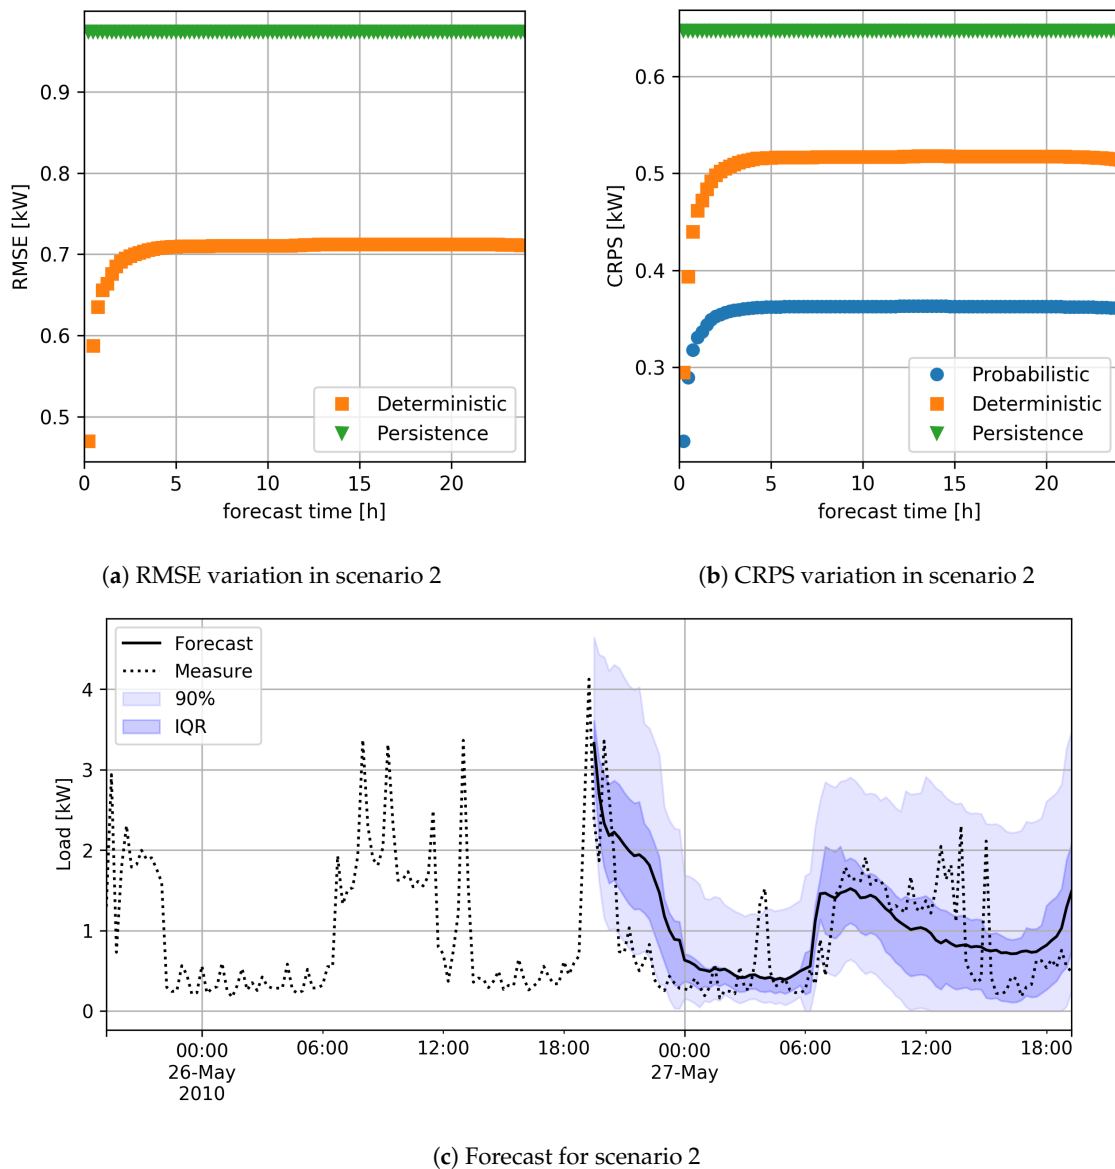 0.9
0.8
0.7
0.6
0.5
RMSE [kW]
Deterministic
Persistence
0 5 10 15 20
forecast time [h]
(a) RMSE variation in scenario 2
0.6
0.5
0.4
0.3
CRPS [kW]
Probabilistic
Deterministic
Persistence
0 5 10 15 20
forecast time [h]
(b) CRPS variation in scenario 2
Forecast
Measure
90%
IQR
4
3
2
1
0
Load [kW]
00:00 06:00 12:00 18:00 00:00 06:00 12:00 18:00
26-May 27-May
2010
(c) Forecast for scenario 2